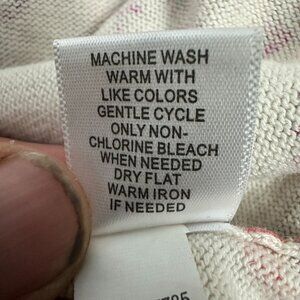 MACHINE WASH
WARM WITH
LIKE COLORS
GENTLE CYCLE
ONLY NON-
CHLORINE BLEACH
WHEN NEEDED
DRY FLAT
WARM IRON
IF NEEDED